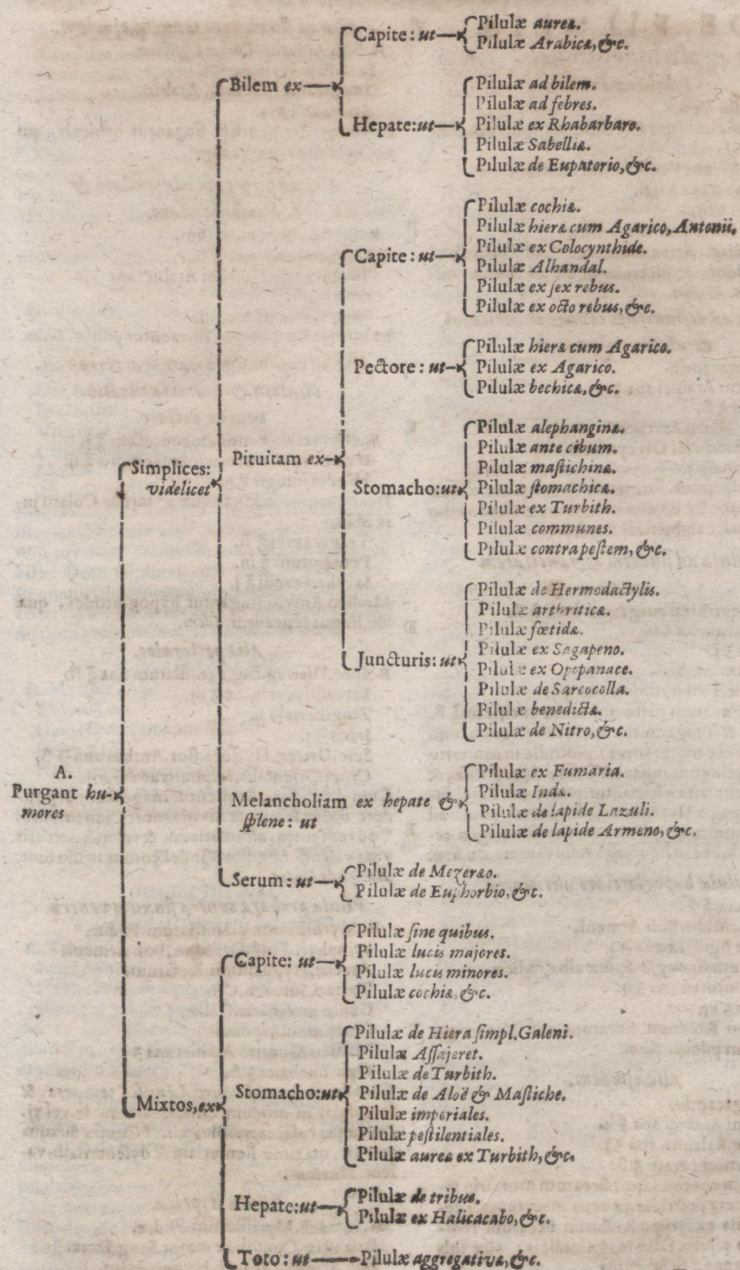 Capite: ut
Pilulæ aureæ.
Pilulæ Arabicæ, &c.
Bilem ex
Hepate: ut
Pilulæ ad bilem.
Pilulæ ad febres.
Pilulæ ex Rhabarbaro.
Pilulæ Sabelliæ.
Pilulæ de Eupatorio, &c.
Capite: ut
Pilulæ cochiæ.
Pilulæ hieræ cum Agarico, Antonii.
Pilulæ ex Colocynthide.
Pilulæ Alhandal.
Pilulæ ex ſex rebus.
Pilulæ ex octo rebus, &c.
Pectore: ut
Pilulæ hieræ cum Agarico.
Pilulæ ex Agarico.
Pilulæ bechicæ, &c.
Simplices:
videlicet
Pituitam ex
Stomacho: ut
Pilulæ alephanginæ.
Pilulæ ante cibum.
Pilulæ maſtichinæ.
Pilulæ ſtomachicæ.
Pilulæ ex Turbith.
Pilulæ communes.
Pilulæ contra peſtem, &c.
Juncturis: ut
Pilulæ de Hermodactylis.
Pilulæ arthriticæ.
Pilulæ fœtidæ.
Pilulæ ex Sagapeno.
Pilulæ ex Opopanace.
Pilulæ de Sarcocolla.
Pilulæ benedictæ.
Pilulæ de Nitro, &c.
A.
Purgant hu-
mores
Melancholiam ex hepate &
ſplene: ut
Pilulæ ex Fumaria.
Pilulæ Indæ.
Pilulæ de lapide Lazuli.
Pilulæ de lapide Armeno, &c.
Serum: ut
Pilulæ de Mezeræo.
Pilulæ de Euphorbio, &c.
Capite: ut
Pilulæ ſine quibus.
Pilulæ lucis majores.
Pilulæ lucis minores.
Pilulæ cochiæ, &c.
Mixtos, ex
Stomacho: ut
Pilulæ de Hiera ſimpl. Galeni.
Pilulæ Aſſajeret.
Pilulæ de Turbith.
Pilulæ de Aloë & Maſtiche.
Pilulæ imperiales.
Pilulæ peſtilentiales.
Pilulæ aureæ ex Turbith, &c.
Hepate: ut
Pilulæ de tribus.
Pilulæ ex Halicacabo, &c.
Toto: ut
Pilulæ aggregativæ, &c.